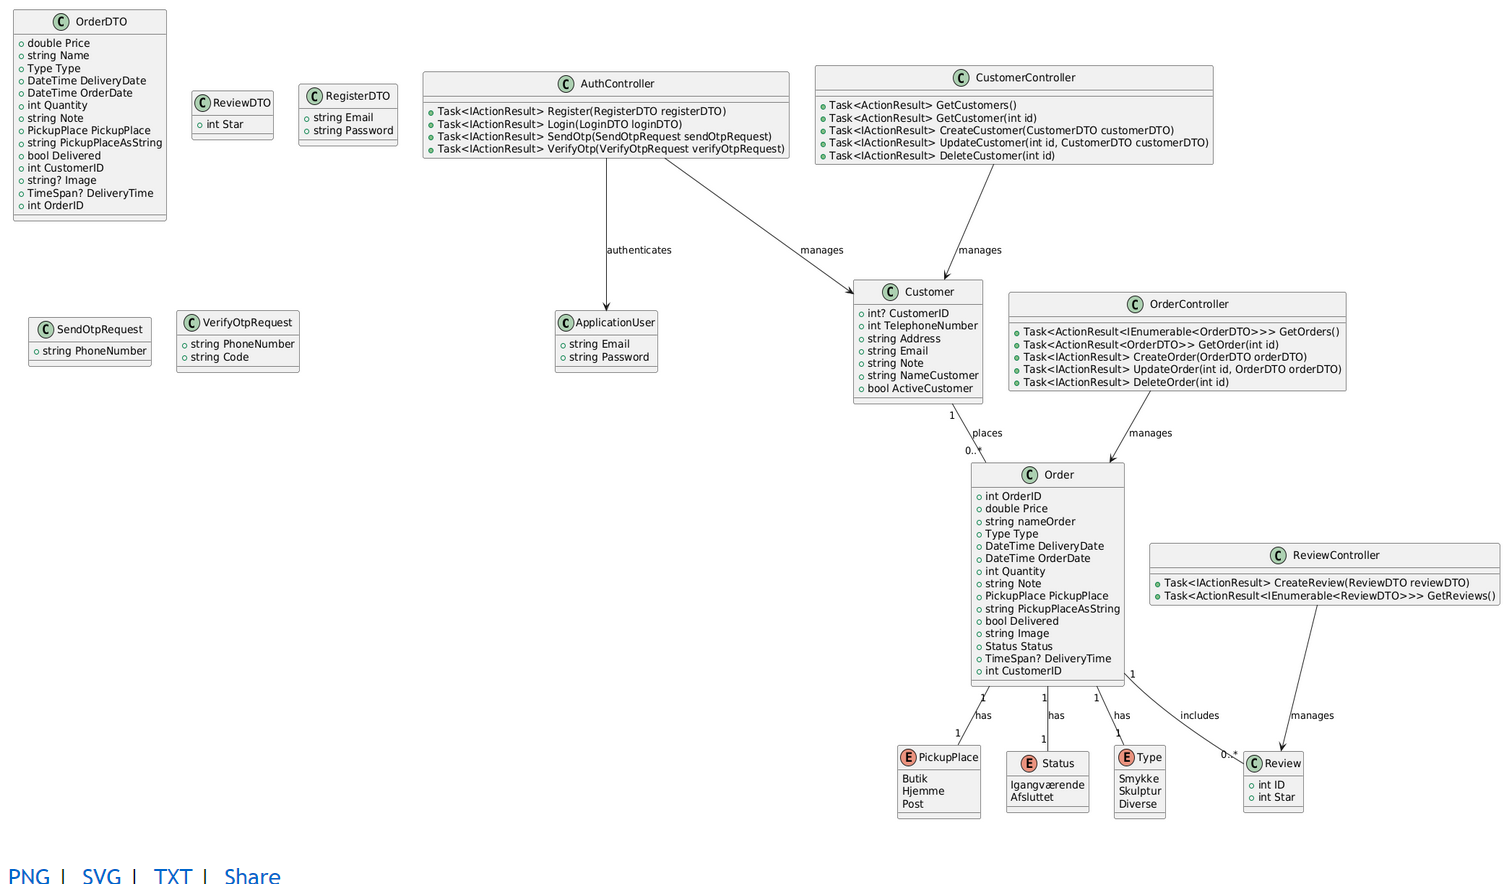 C OrderDTO
double Price
string Name
Type Type
DateTime DeliveryDate
DateTime OrderDate
int Quantity
string Note
PickupPlace PickupPlace
string PickupPlaceAsString
bool Delivered
int CustomerID
string? Image
TimeSpan? DeliveryTime
int OrderID
C ReviewDTO
int Star
C RegisterDTO
string Email
string Password
C AuthController
Task<IActionResult> Register(RegisterDTO registerDTO)
Task<IActionResult> Login(LoginDTO loginDTO)
Task<IActionResult> SendOtp(SendOtpRequest sendOtpRequest)
Task<IActionResult> VerifyOtp(VerifyOtpRequest verifyOtpRequest)
C CustomerController
Task<ActionResult> GetCustomers()
Task<ActionResult> GetCustomer(int id)
Task<IActionResult> CreateCustomer(CustomerDTO customerDTO)
Task<IActionResult> UpdateCustomer(int id, CustomerDTO customerDTO)
Task<IActionResult> DeleteCustomer(int id)
authenticates
manages
manages
C SendOtpRequest
string PhoneNumber
C VerifyOtpRequest
string PhoneNumber
string Code
C ApplicationUser
string Email
string Password
C Customer
int? CustomerID
int TelephoneNumber
string Address
string Email
string Note
string NameCustomer
bool ActiveCustomer
C OrderController
Task<ActionResult<IEnumerable<OrderDTO>>> GetOrders()
Task<ActionResult<OrderDTO>> GetOrder(int id)
Task<IActionResult> CreateOrder(OrderDTO orderDTO)
Task<IActionResult> UpdateOrder(int id, OrderDTO orderDTO)
Task<IActionResult> DeleteOrder(int id)
1
places
0..*
manages
C Order
int OrderID
double Price
string nameOrder
Type Type
DateTime DeliveryDate
DateTime OrderDate
int Quantity
string Note
PickupPlace PickupPlace
string PickupPlaceAsString
bool Delivered
string Image
Status Status
TimeSpan? DeliveryTime
int CustomerID
C ReviewController
Task<IActionResult> CreateReview(ReviewDTO reviewDTO)
Task<ActionResult<IEnumerable<ReviewDTO>>> GetReviews()
1
has
1
1
has
1
1
has
1
1
includes
0..*
manages
E PickupPlace
Butik
Hjemme
Post
E Status
Igangværende
Afsluttet
E Type
Smykke
Skulptur
Diverse
C Review
int ID
int Star
PNG | SVG | TXT | Share